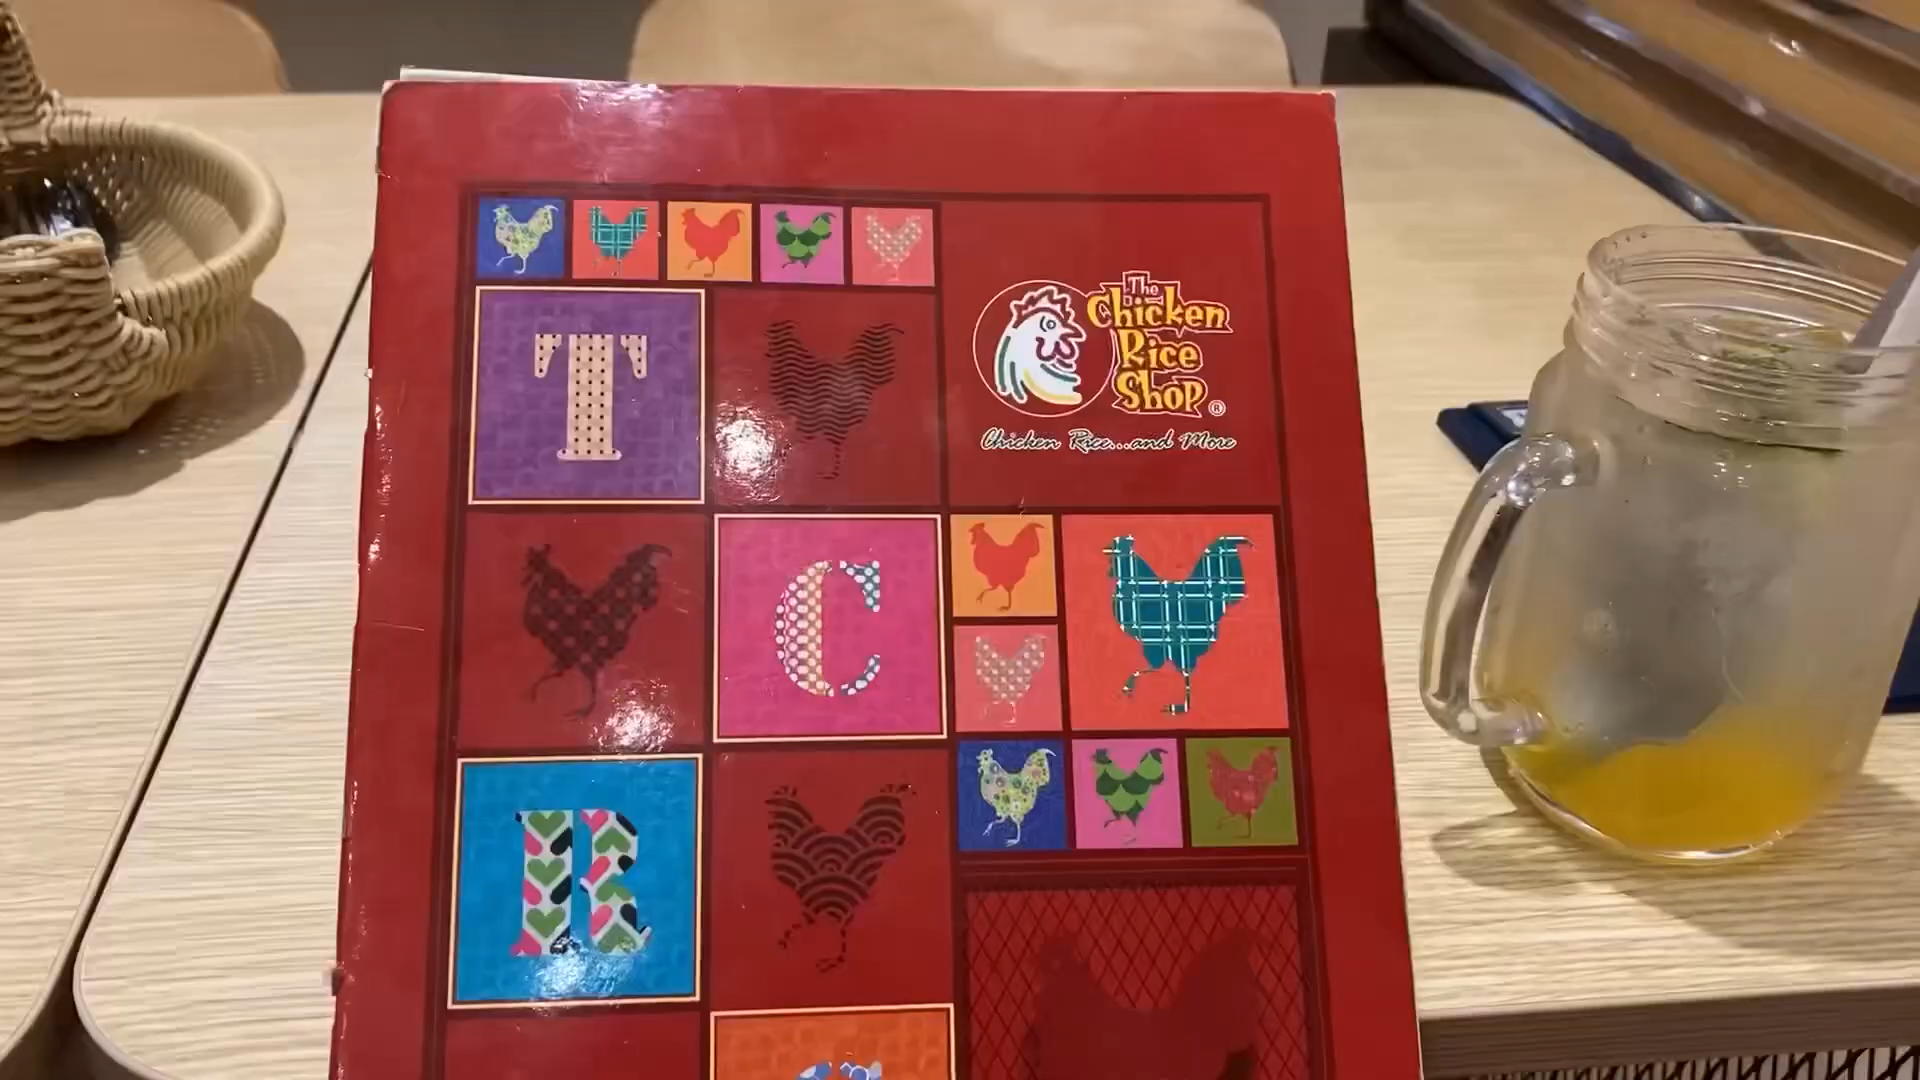 The
Chicken
Rice
Shop ®
Chicken Rice...and More
T
C
R